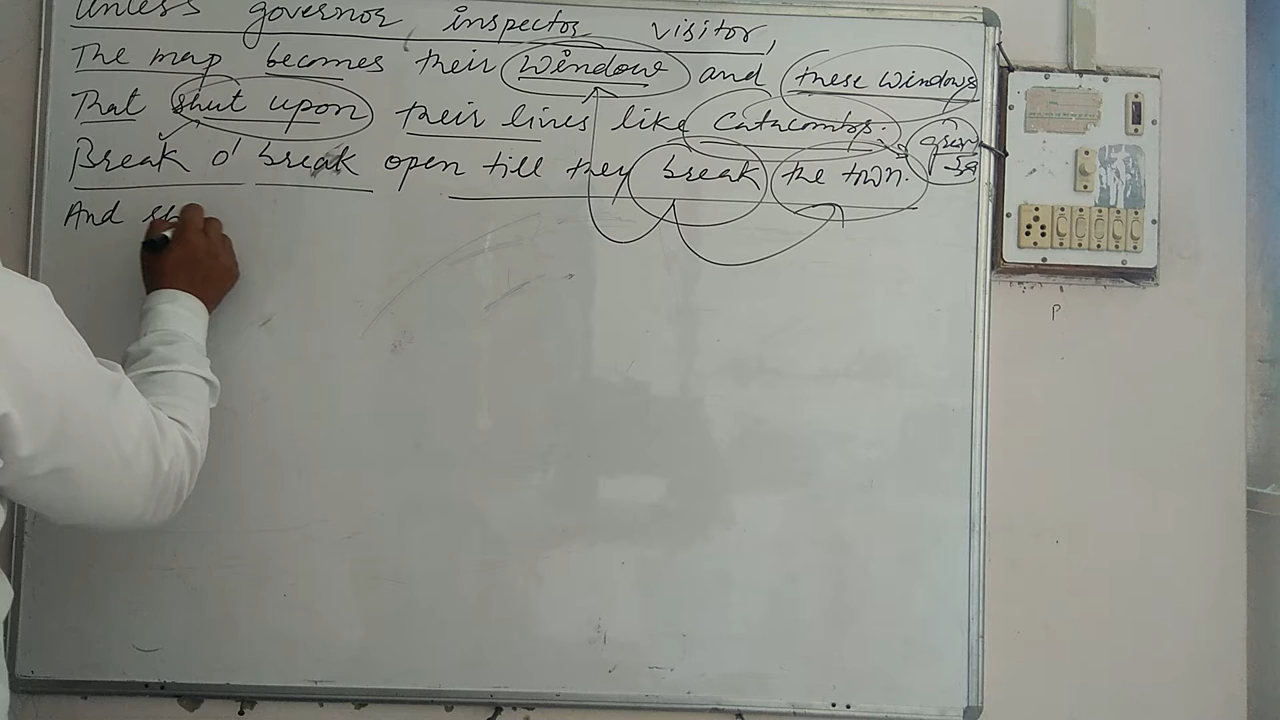 Unless governor inspector visitor,
The map becomes their window and these windows
That shut upon their lives like Catacombs.
Break o' break open till they break the town.
And sh
P